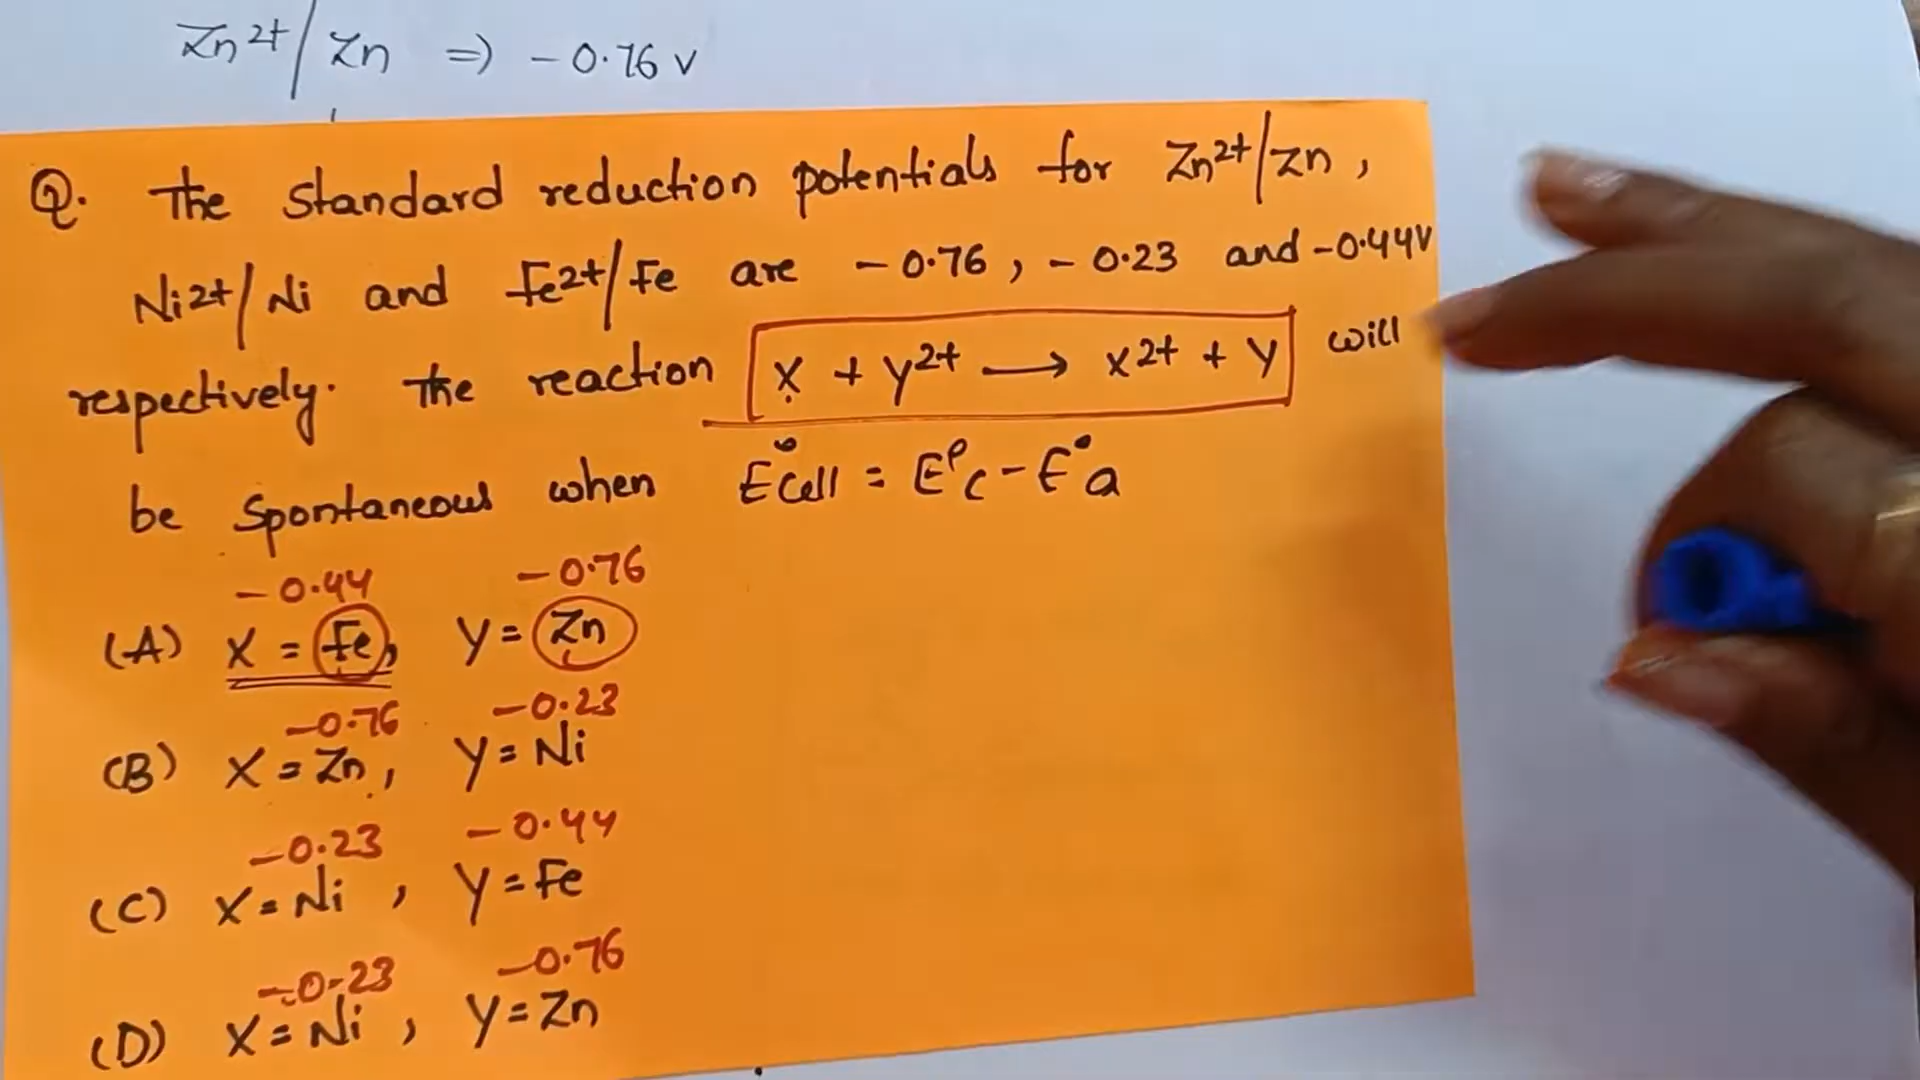 Zn2+/Zn => -0.76 V
Q. The standard reduction potentials for Zn2+/Zn,
Ni2+/Ni and Fe2+/Fe are -0.76, -0.23 and -0.44V
respectively. The reaction X + Y2+ → X2+ + Y will
be spontaneous when E°cell = E°c - E°a
-0.44 -0.76
(A) X = Fe, Y = Zn
-0.76 -0.23
(B) X = Zn, Y = Ni
-0.23 -0.44
(C) X = Ni, Y = Fe
-0.23 -0.76
(D) X = Ni, Y = Zn